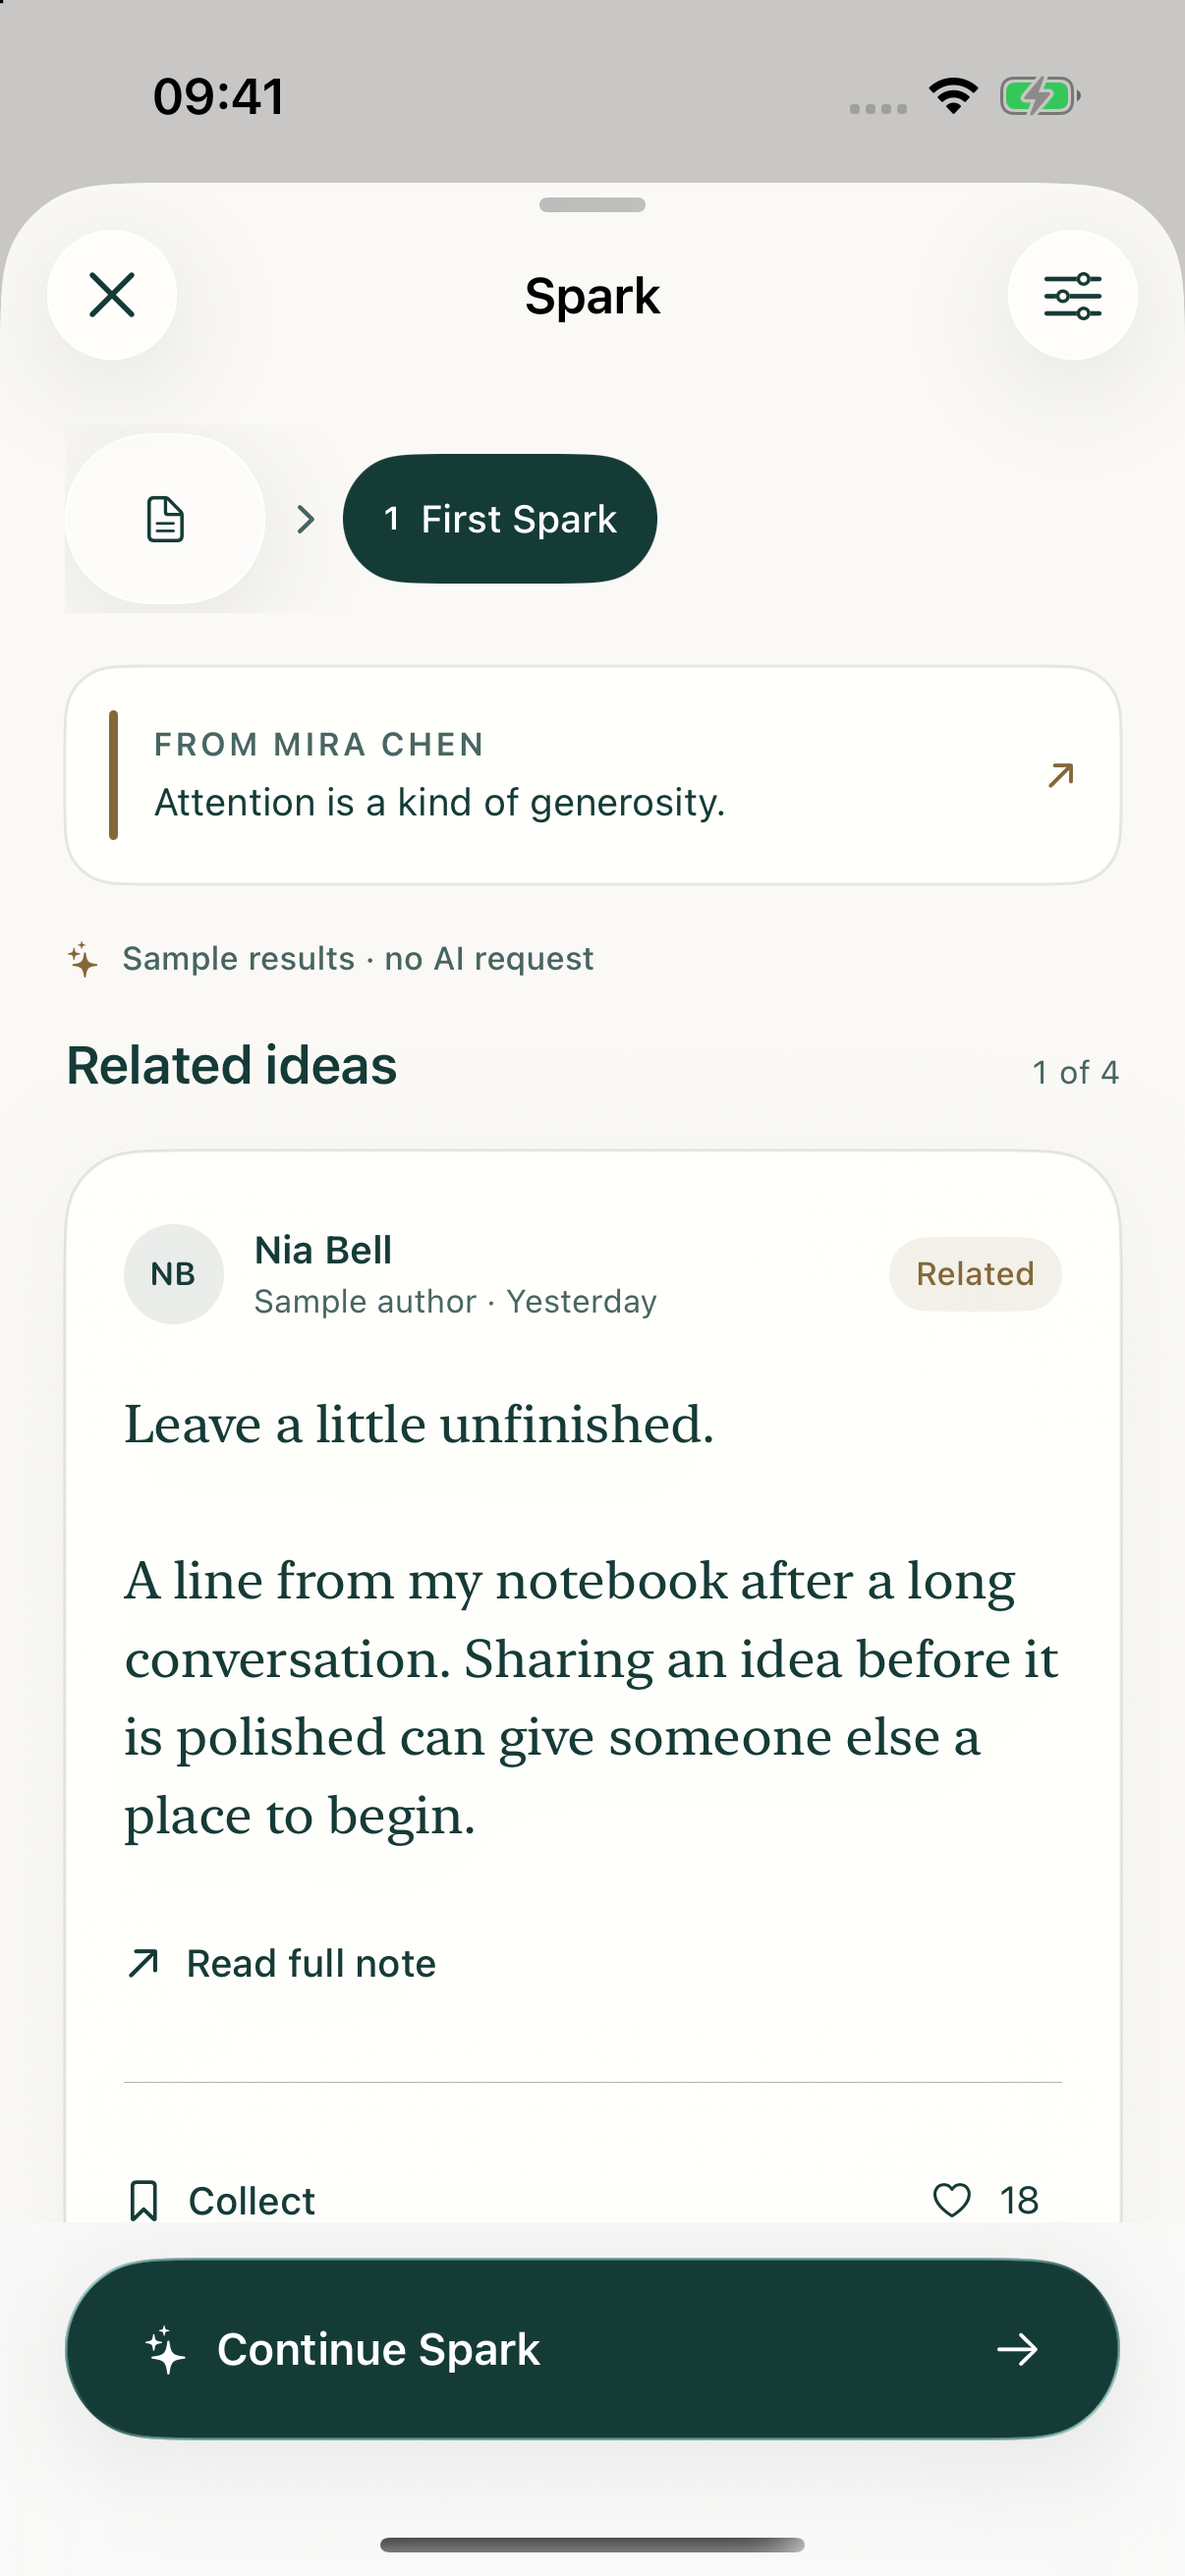 09:41
Spark
1 First Spark
FROM MIRA CHEN
Attention is a kind of generosity.
Sample results · no AI request
Related ideas
1 of 4
NB
Nia Bell
Sample author · Yesterday
Related
Leave a little unfinished.
A line from my notebook after a long
conversation. Sharing an idea before it
is polished can give someone else a
place to begin.
Read full note
Collect
18
Continue Spark